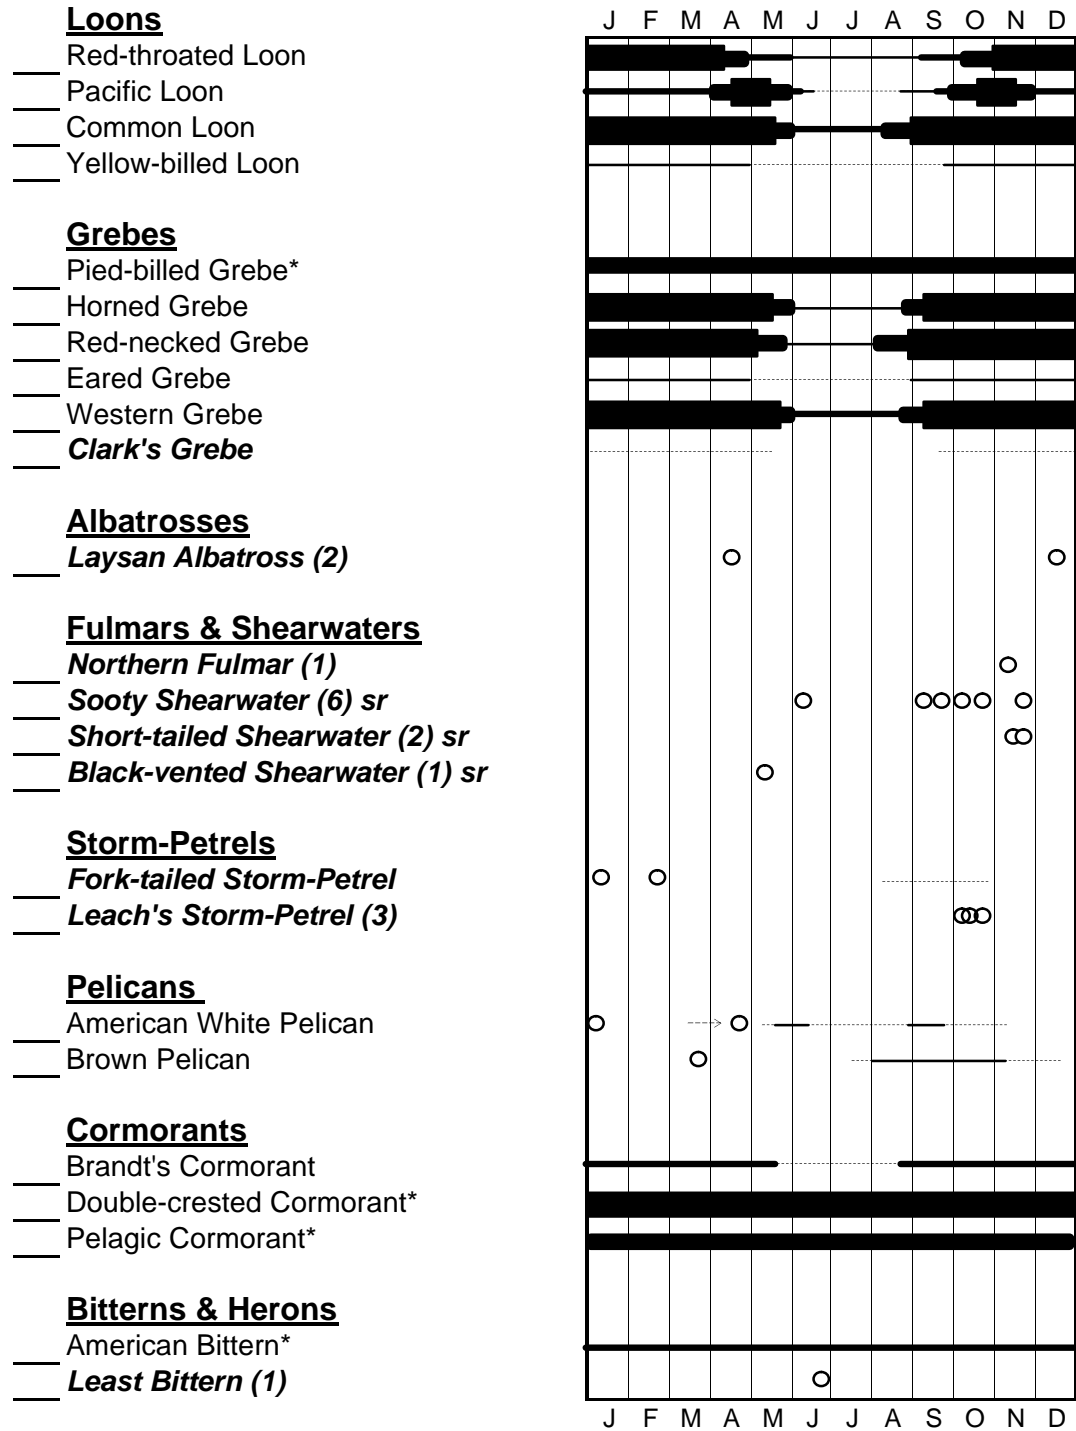 Loons J F M A M J J A S O N D
Red-throated Loon
Pacific Loon
Common Loon
Yellow-billed Loon
Grebes
Pied-billed Grebe*
Horned Grebe
Red-necked Grebe
Eared Grebe
Western Grebe
Clark's Grebe
Albatrosses
Laysan Albatross (2)
Fulmars & Shearwaters
Northern Fulmar (1)
Sooty Shearwater (6) sr
Short-tailed Shearwater (2) sr
Black-vented Shearwater (1) sr
Storm-Petrels
Fork-tailed Storm-Petrel
Leach's Storm-Petrel (3)
Pelicans
American White Pelican
Brown Pelican
Cormorants
Brandt's Cormorant
Double-crested Cormorant*
Pelagic Cormorant*
Bitterns & Herons
American Bittern*
Least Bittern (1)
J F M A M J J A S O N D